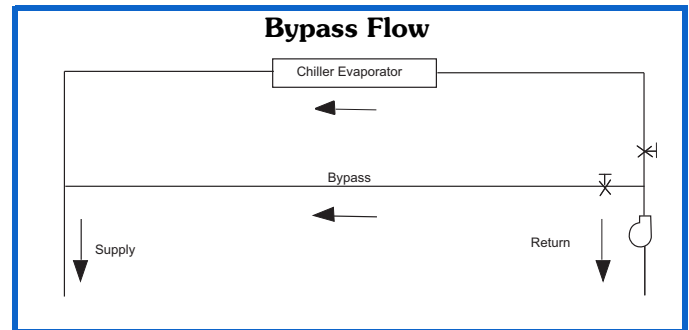 Bypass Flow
Chiller Evaporator
Bypass
Supply
Return